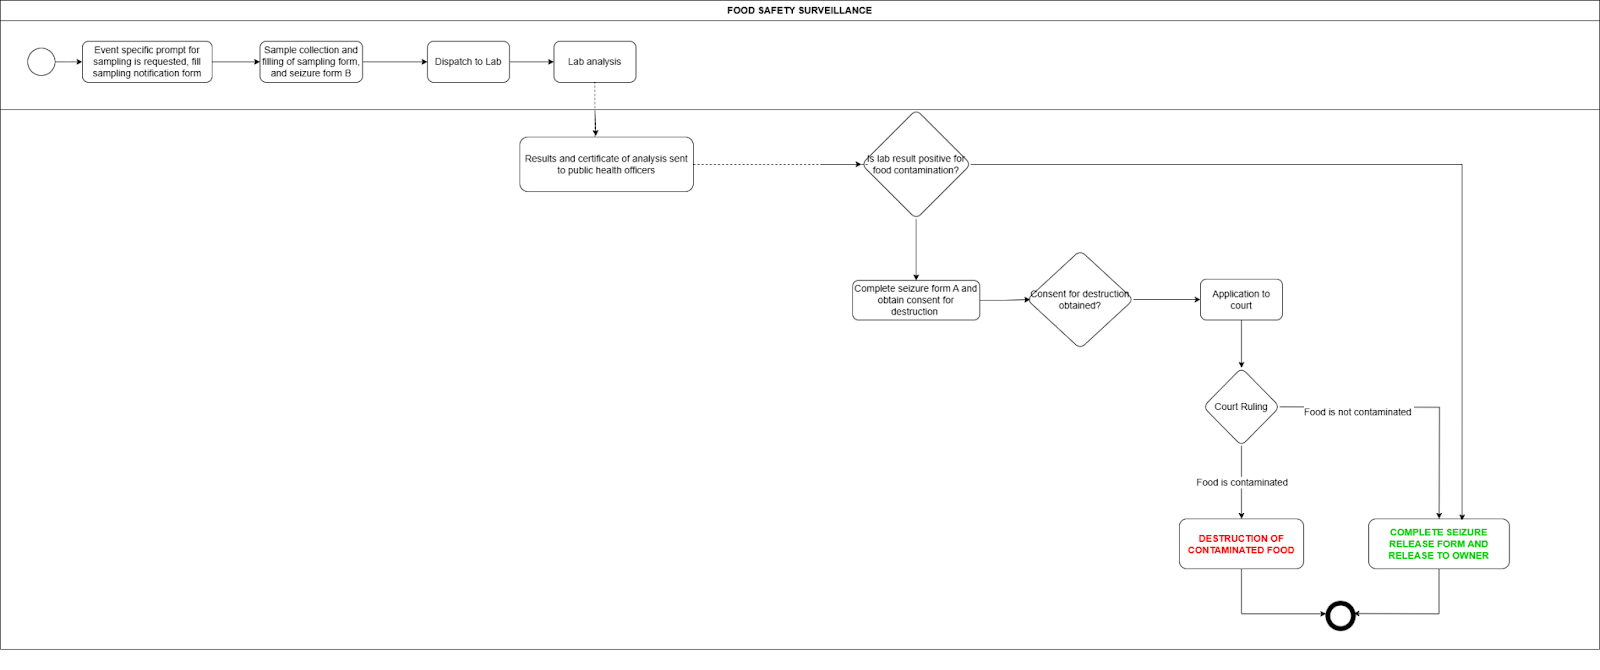 FOOD SAFETY SURVEILLANCE
Event specific prompt for
sampling is requested, fill
sampling notification form
Sample collection and
filling of sampling form,
and seizure form B
Dispatch to Lab
Lab analysis
Results and certificate of analysis sent
to public health officers
Is lab result positive for
food contamination?
Complete seizure form A and
obtain consent for
destruction
Consent for destruction
obtained?
Application to
court
Court Ruling
Food is not contaminated
Food is contaminated
DESTRUCTION OF
CONTAMINATED FOOD
COMPLETE SEIZURE
RELEASE FORM AND
RELEASE TO OWNER